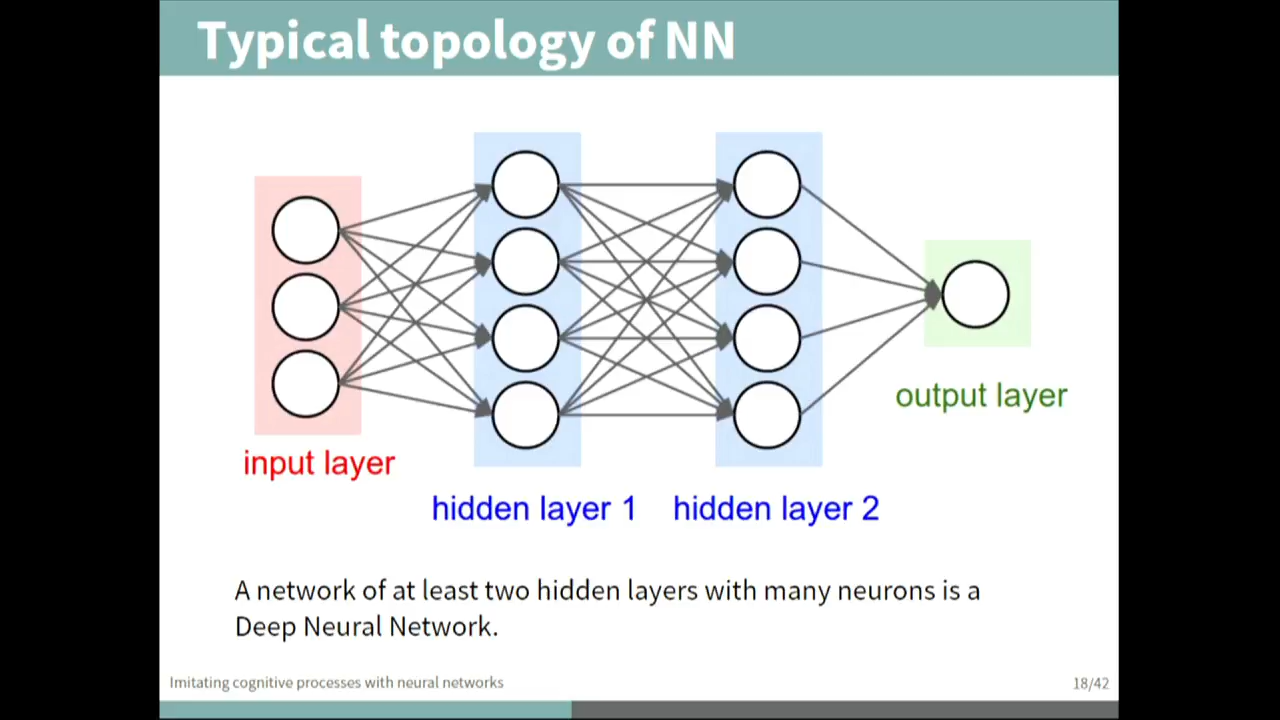 Typical topology of NN
input layer
hidden layer 1
hidden layer 2
output layer
A network of at least two hidden layers with many neurons is a
Deep Neural Network.
Imitating cognitive processes with neural networks
18/42